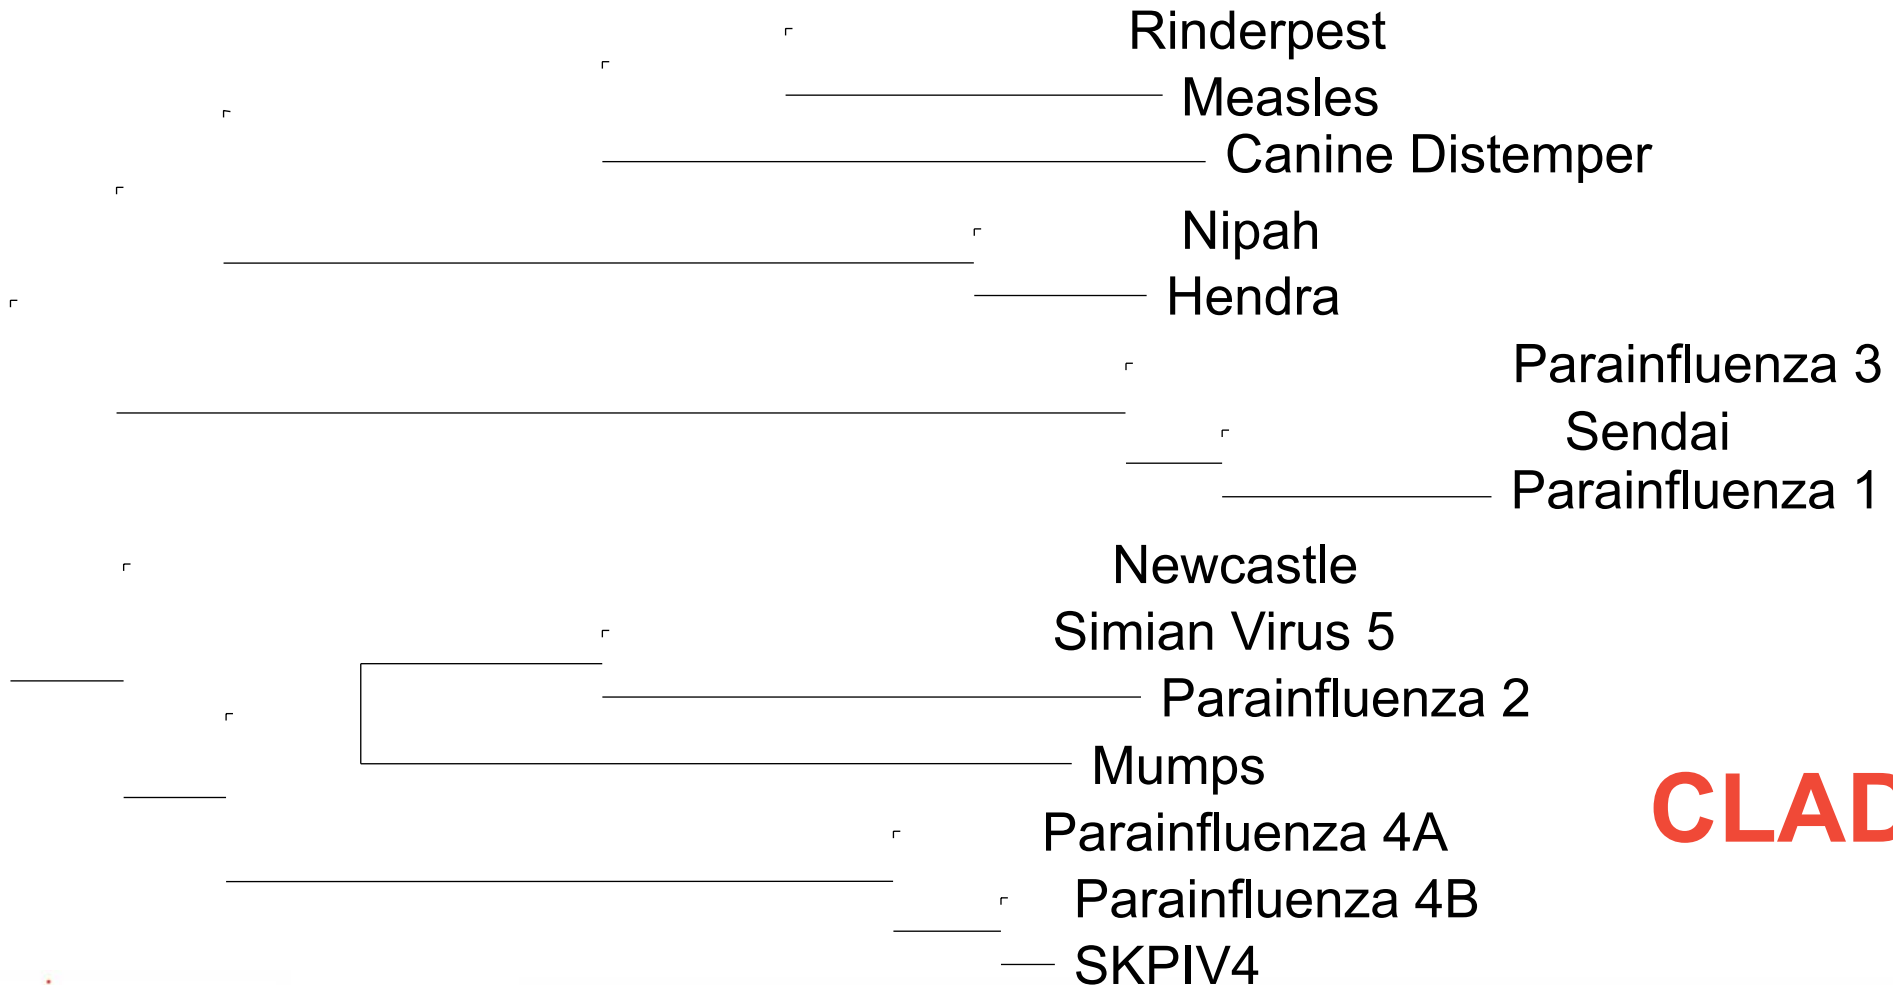 Rinderpest
Measles
Canine Distemper
Nipah
Hendra
Parainfluenza 3
Sendai
Parainfluenza 1
Newcastle
Simian Virus 5
Parainfluenza 2
Mumps
CLAD
Parainfluenza 4A
Parainfluenza 4B
SKPIV4